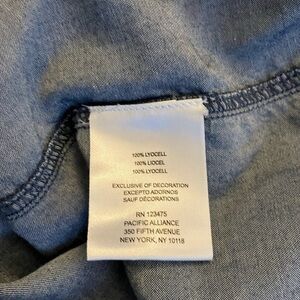 100% LYOCELL
100% LIOCEL
100% LYOCELL
EXCLUSIVE OF DECORATION
EXCEPTO ADORNOS
SAUF DÉCORATIONS
RN 123475
PACIFIC ALLIANCE
350 FIFTH AVENUE
NEW YORK, NY 10118